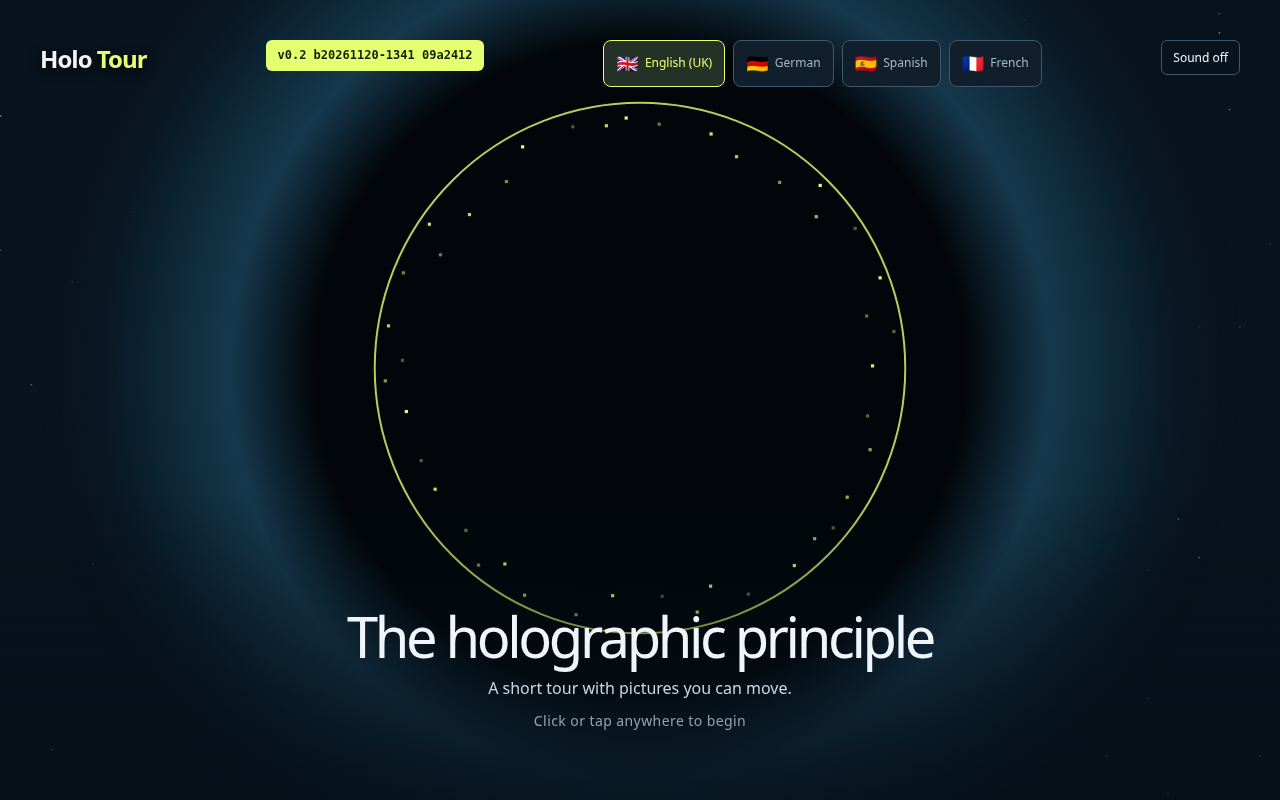 Holo Tour
v0.2 b20261120-1341 09a2412
English (UK)
German
Spanish
French
Sound off
The holographic principle
A short tour with pictures you can move.
Click or tap anywhere to begin